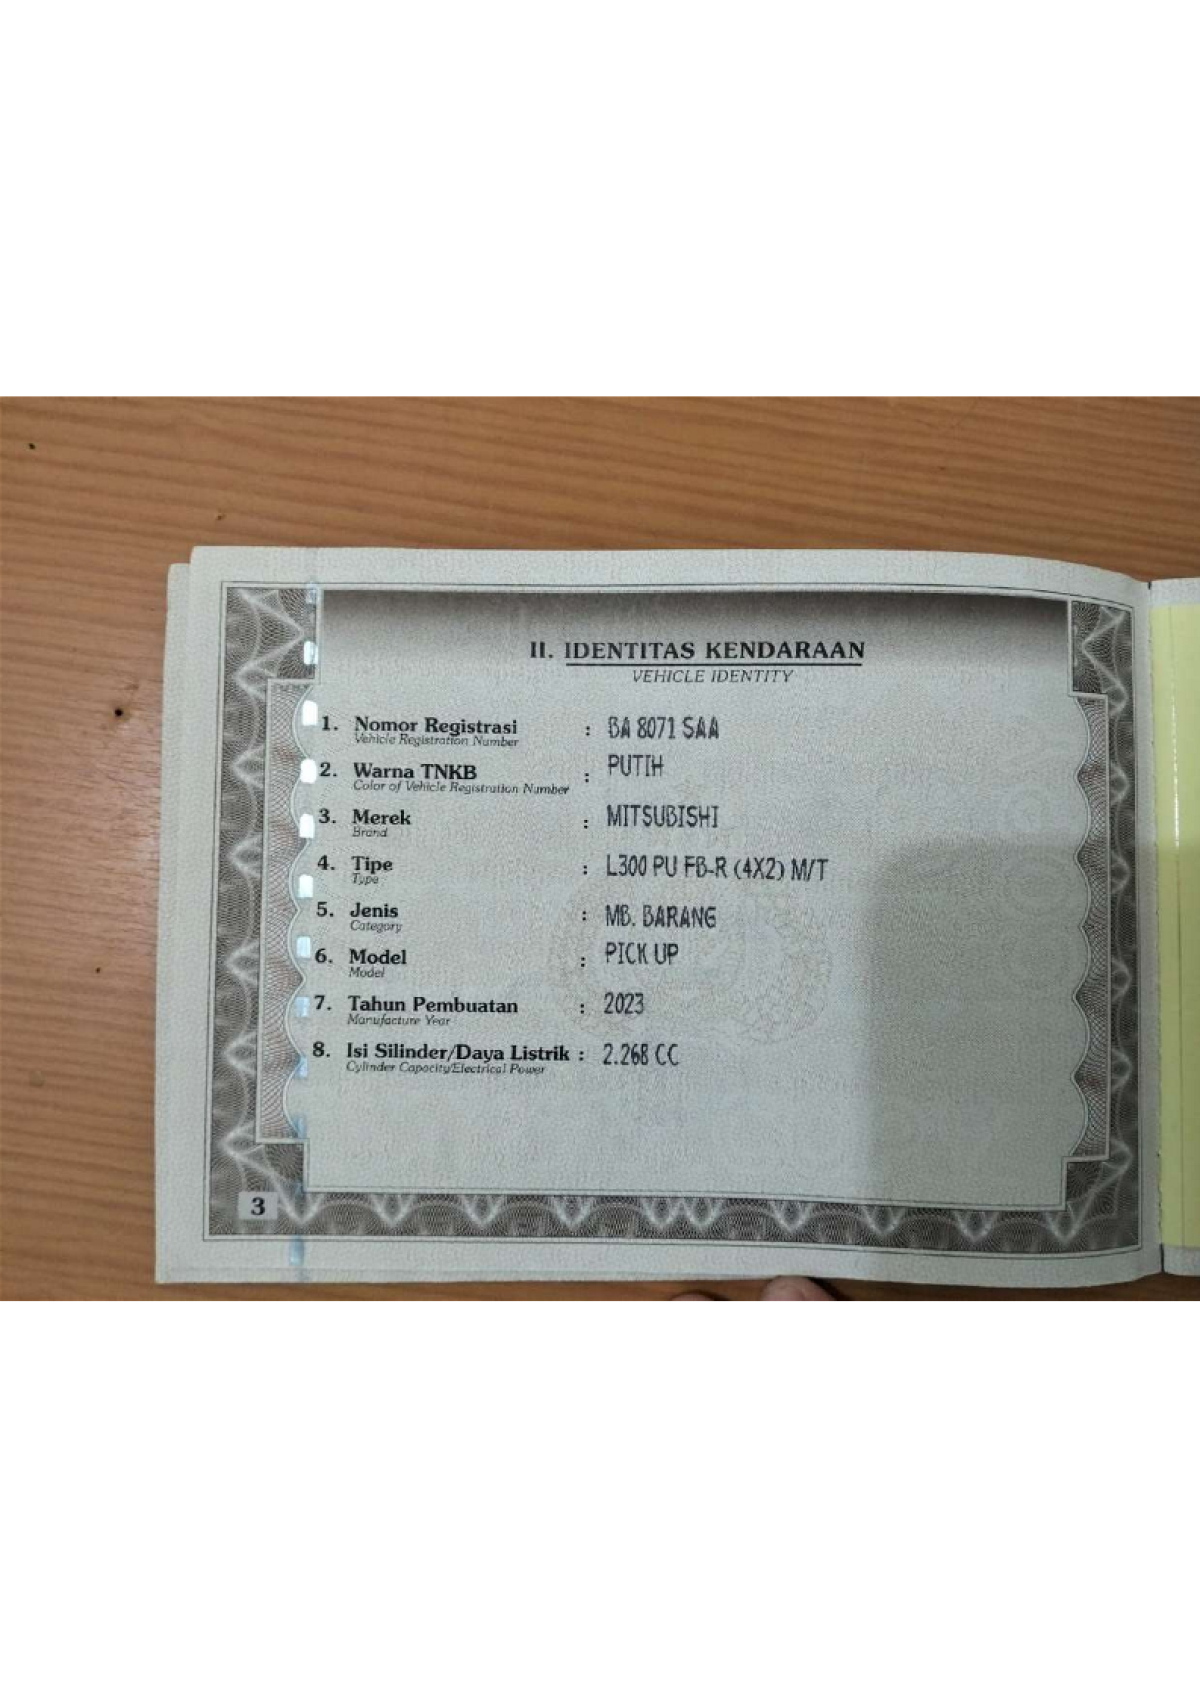 II. IDENTITAS KENDARAAN
VEHICLE IDENTITY
1. Nomor Registrasi : BA 8071 SAA
Vehicle Registration Number
2. Warna TNKB : PUTIH
Color of Vehicle Registration Number
3. Merek : MITSUBISHI
Brand
4. Tipe : L300 PU FB-R (4X2) M/T
Type
5. Jenis : MB. BARANG
Category
6. Model : PICK UP
Model
7. Tahun Pembuatan : 2023
Manufacture Year
8. Isi Silinder/Daya Listrik : 2.268 CC
Cylinder Capacity/Electrical Power
3